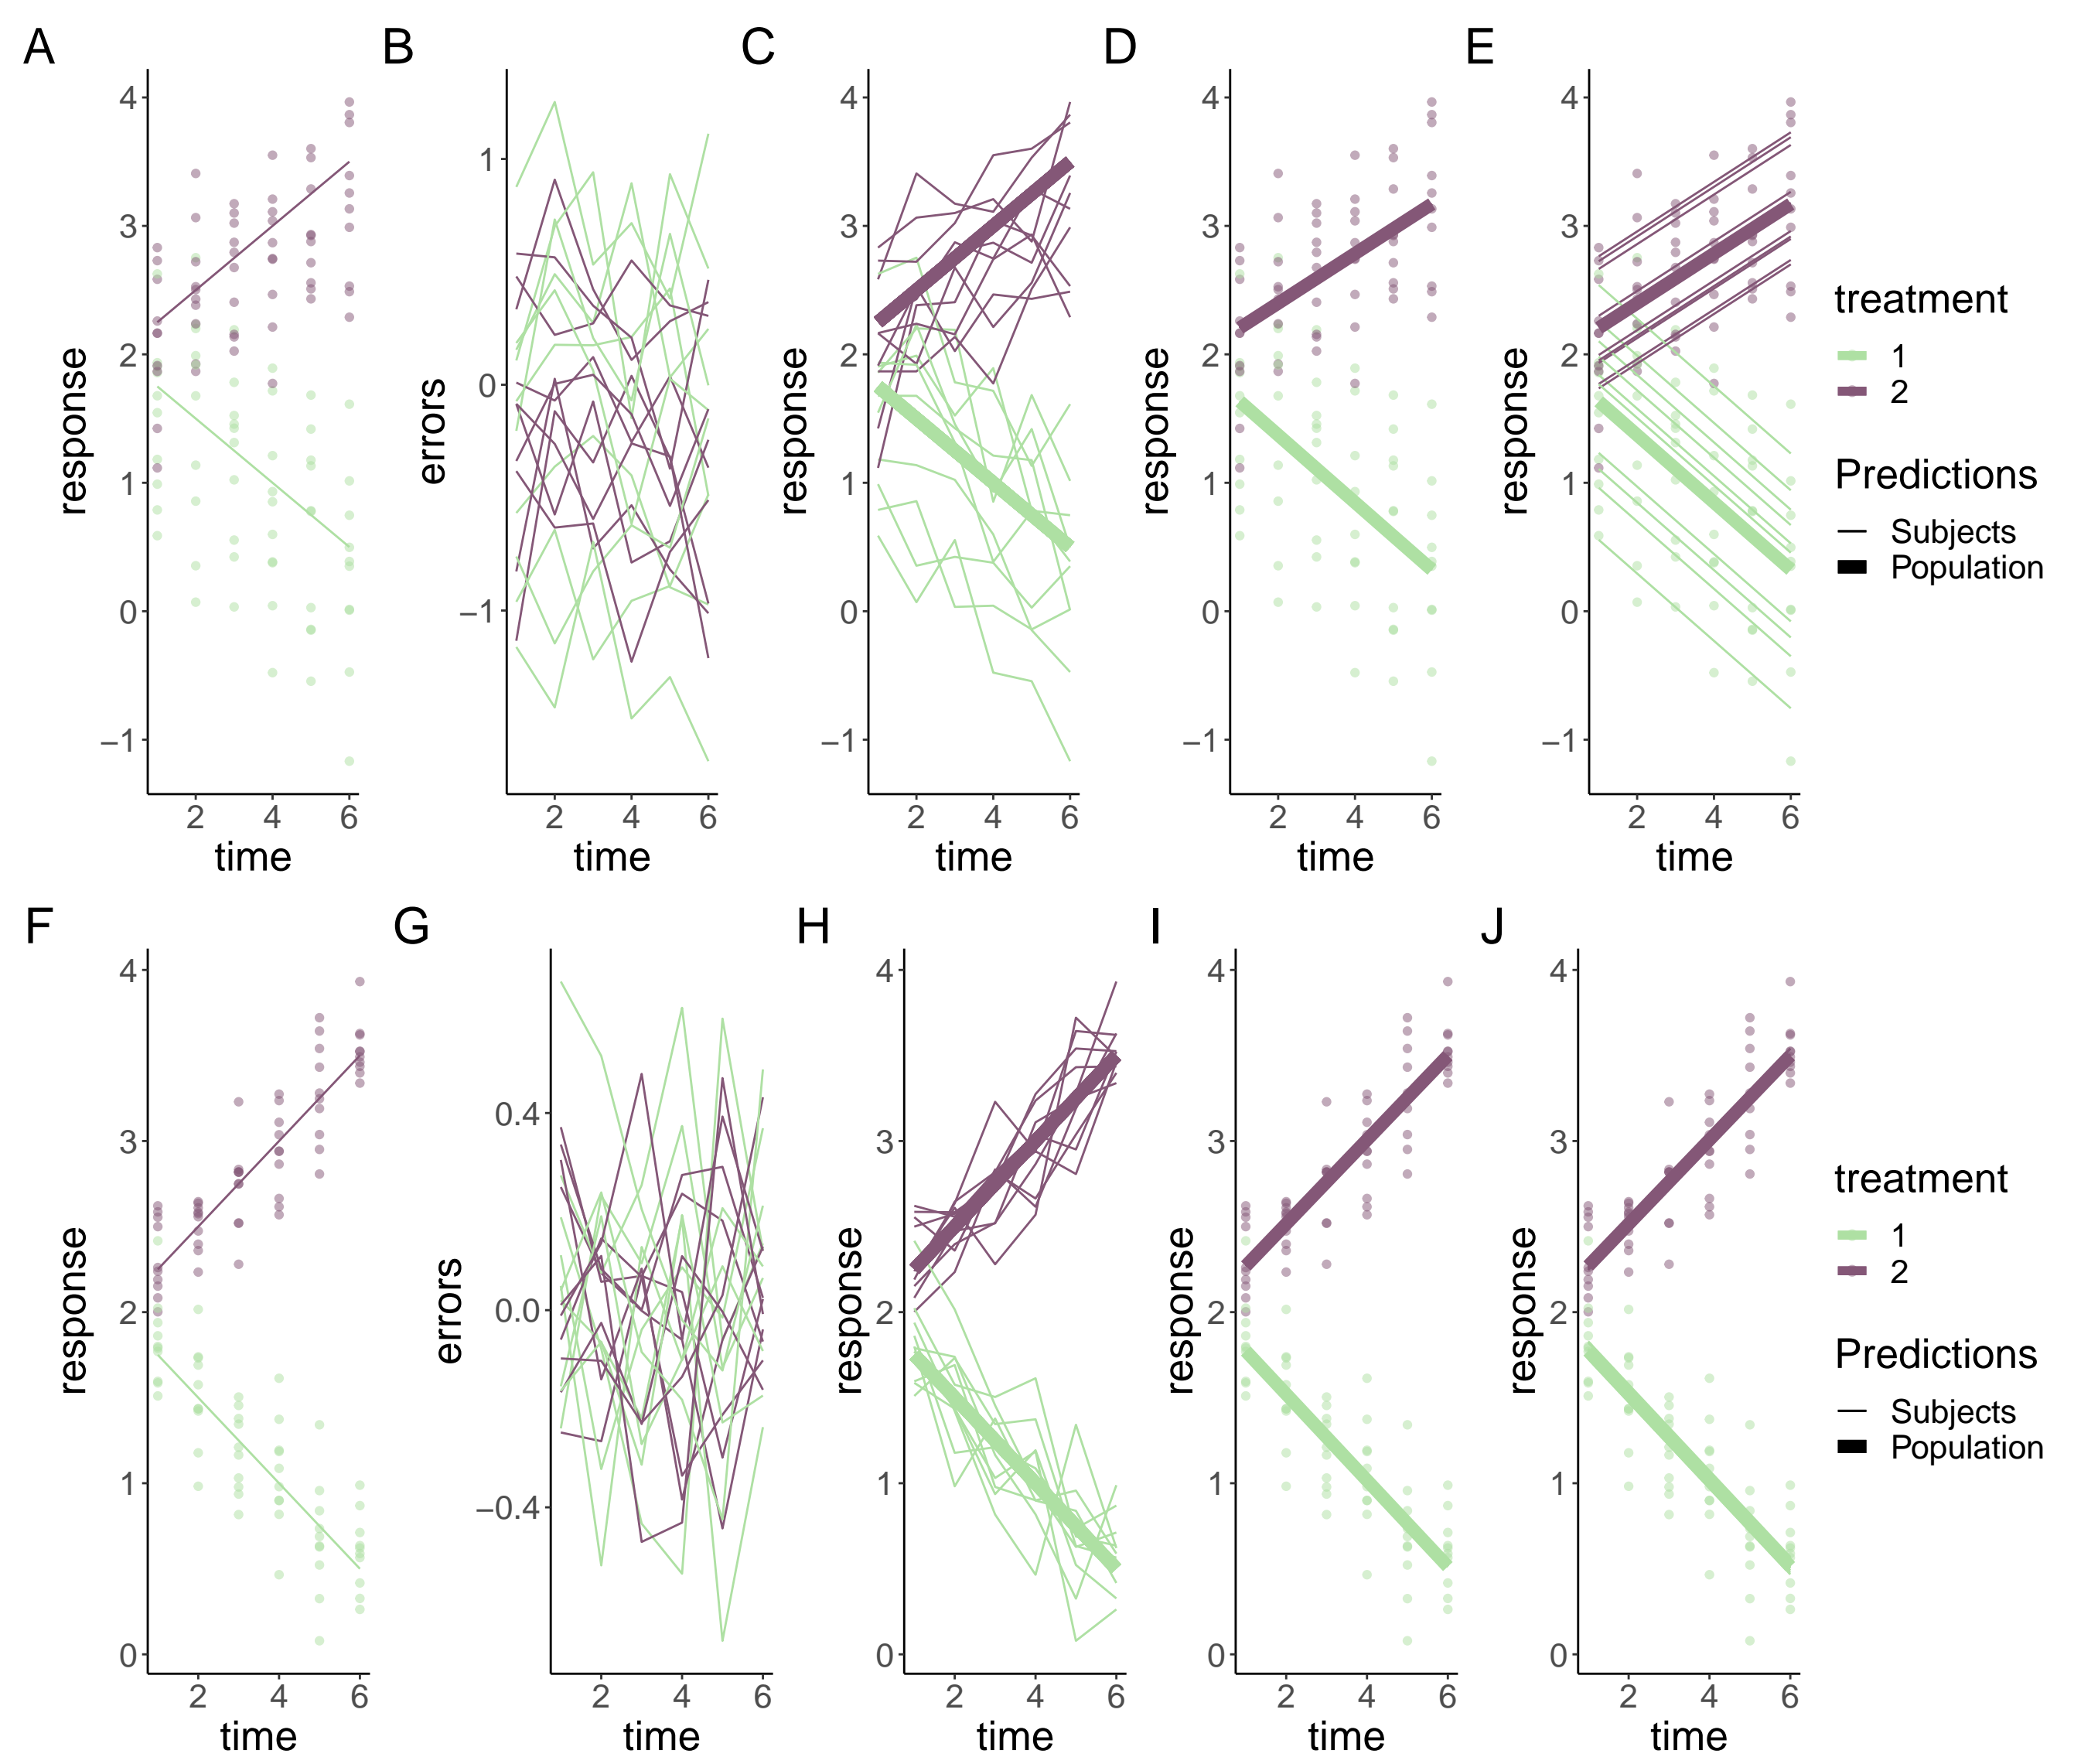 A B C D E
response
4
3
2
1
0
−1
2 4 6
time
errors
1
0
−1
2 4 6
time
response
4
3
2
1
0
−1
2 4 6
time
response
4
3
2
1
0
−1
2 4 6
time
response
4
3
2
1
0
−1
2 4 6
time
treatment
1
2
Predictions
Subjects
Population
F G H I J
response
4
3
2
1
0
2 4 6
time
errors
0.4
0.0
−0.4
2 4 6
time
response
4
3
2
1
0
2 4 6
time
response
4
3
2
1
0
2 4 6
time
response
4
3
2
1
0
2 4 6
time
treatment
1
2
Predictions
Subjects
Population